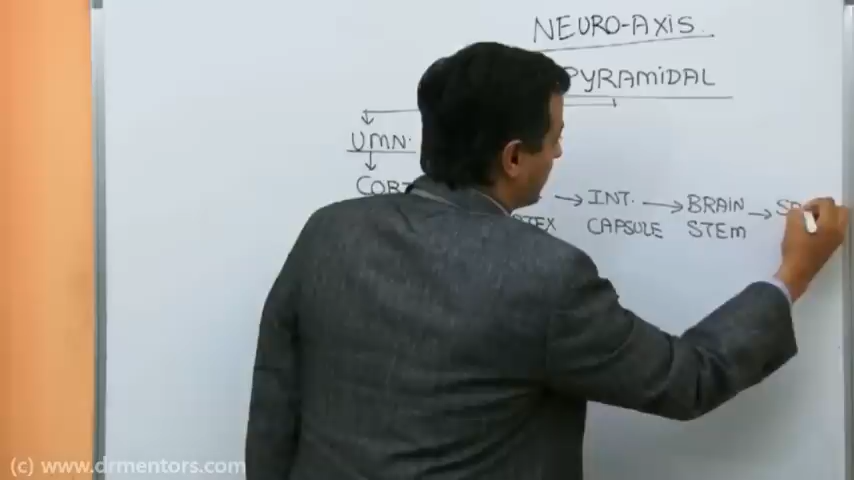 NEURO-AXIS
PYRAMIDAL
UMN.
→ INT. → BRAIN →
CAPSULE STEM
(c) www.drmentors.com